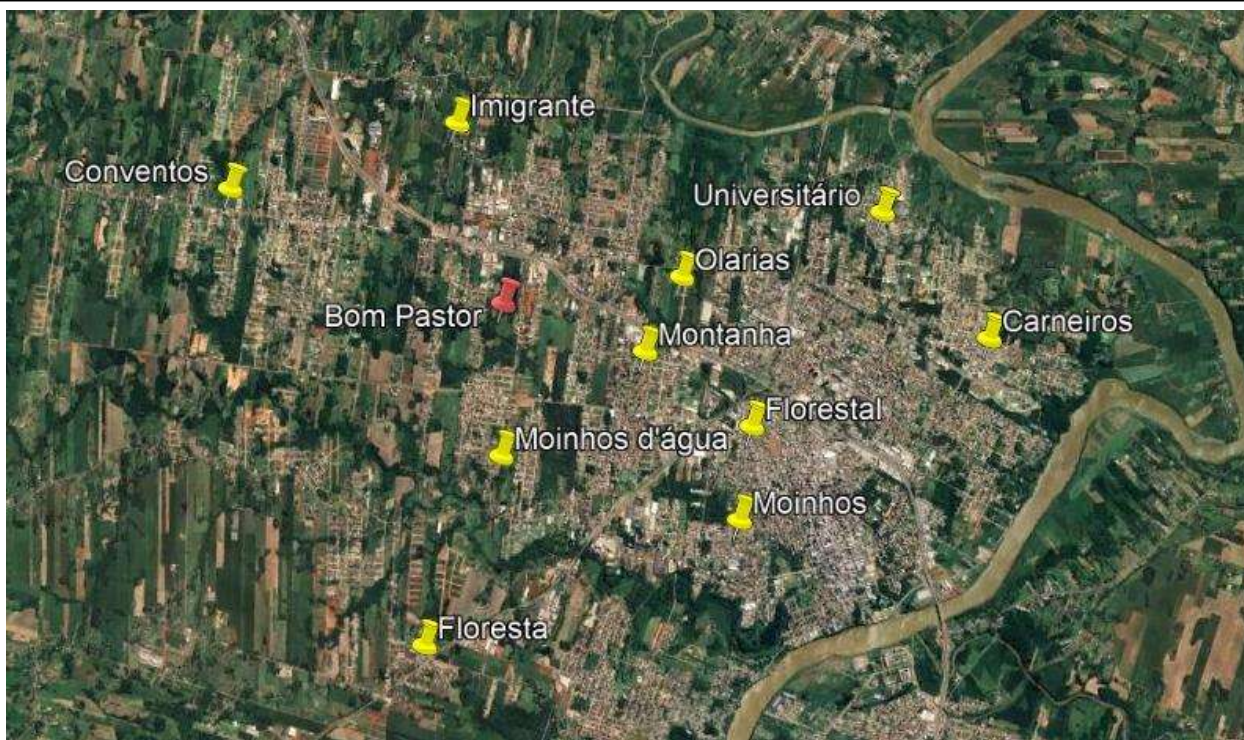 Imigrante
Conventos
Universitário
Olarias
Bom Pastor
Carneiros
Montanha
Florestal
Moinhos d'água
Moinhos
Floresta